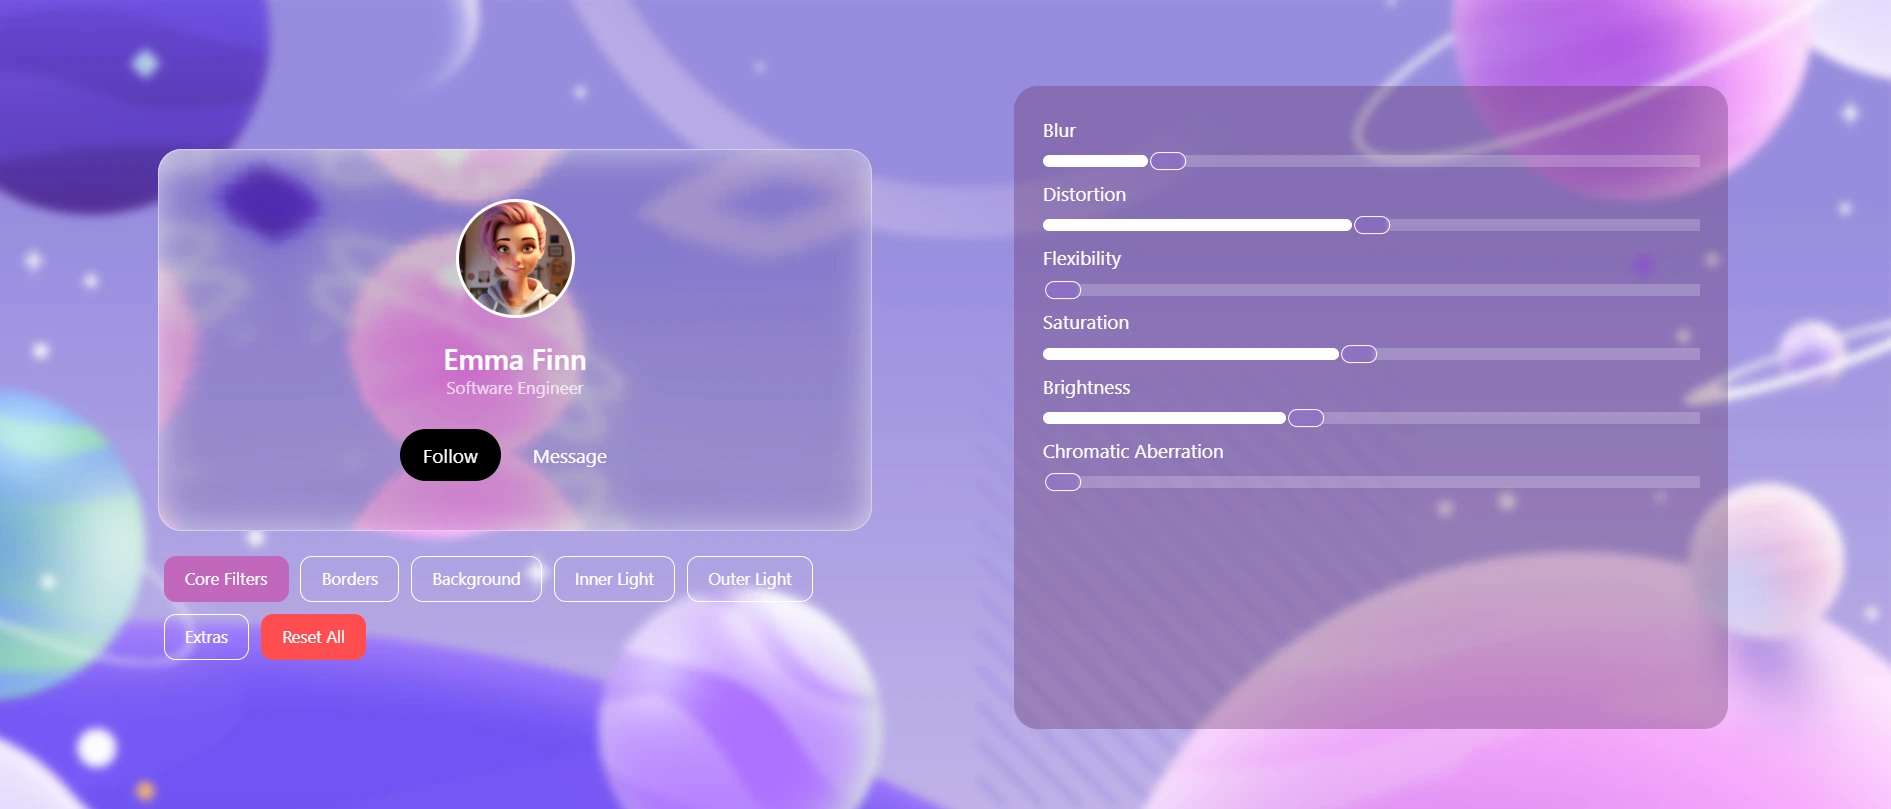 Emma Finn
Software Engineer
Follow
Message
Core Filters
Borders
Background
Inner Light
Outer Light
Extras
Reset All
Blur
Distortion
Flexibility
Saturation
Brightness
Chromatic Aberration